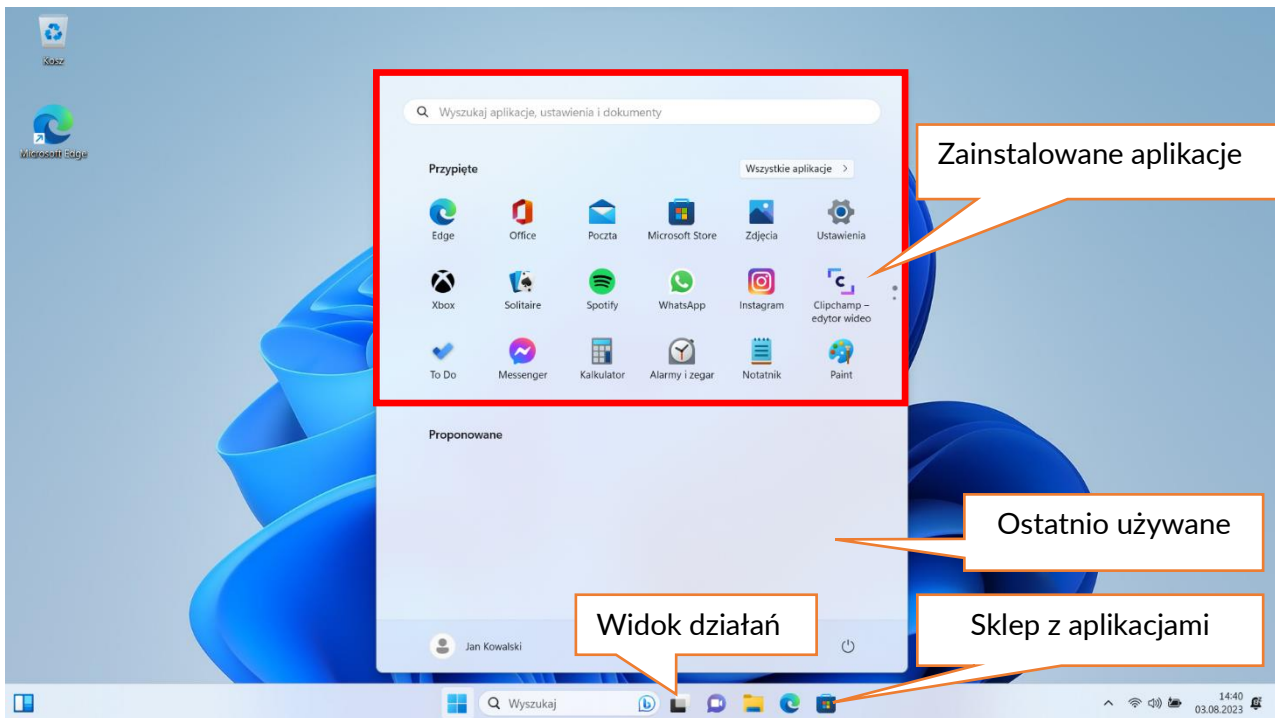 Kosz
Microsoft Edge
Wyszukaj aplikacje, ustawienia i dokumenty
Przypięte
Wszystkie aplikacje
Zainstalowane aplikacje
Edge Office Poczta Microsoft Store Zdjęcia Ustawienia
Xbox Solitaire Spotify WhatsApp Instagram Clipchamp –
edytor wideo
To Do Messenger Kalkulator Alarmy i zegar Notatnik Paint
Proponowane
Ostatnio używane
Widok działań
Sklep z aplikacjami
Jan Kowalski
Wyszukaj
14:40
03.08.2023